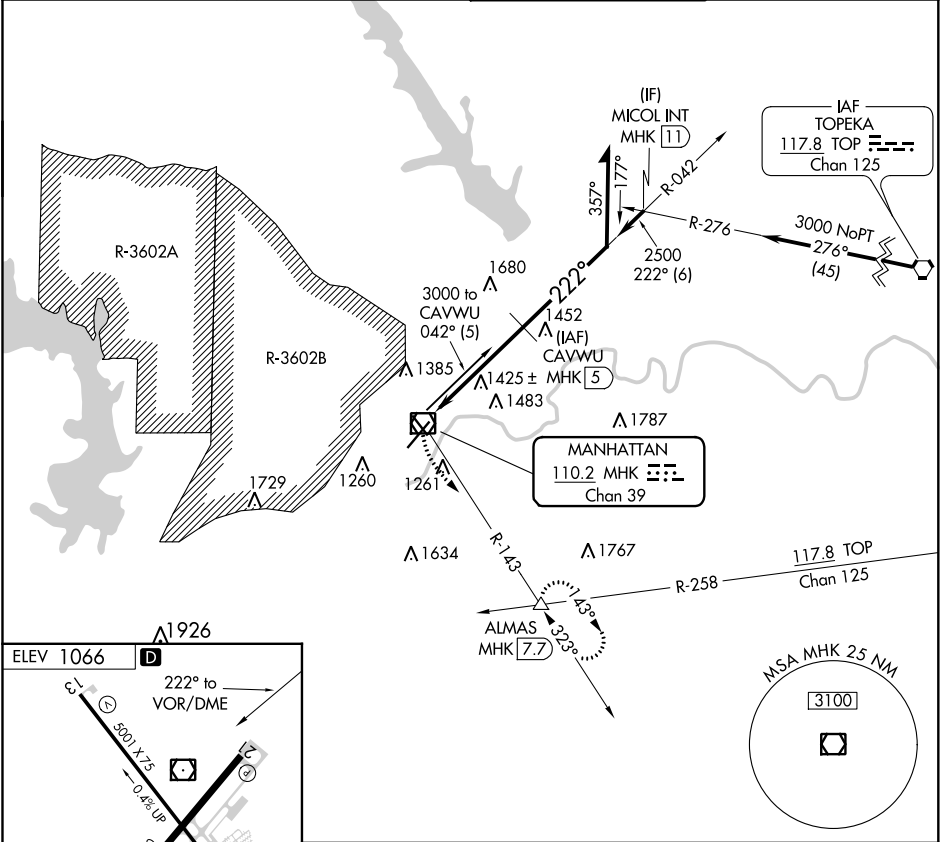 (IF)
MICOL INT
MHK 11
IAF
TOPEKA
117.8 TOP
Chan 125
R-042
357°
177°
R-276
3000 NoPT
276°
(45)
2500
222° (6)
R-3602A
1680
3000 to
CAVWU
042° (5)
222°
1452
(IAF)
CAVWU
MHK 5
R-3602B
1385
1425 ±
1483
1787
MANHATTAN
110.2 MHK
Chan 39
1729
1260
1261
1634
R-143
1767
117.8 TOP
Chan 125
R-258
ALMAS
MHK 7.7
143°
323°
1926
ELEV 1066 D
222° to
VOR/DME
13
V
5001 X 75
0.4% UP
21
P
MSA MHK 25 NM
3100